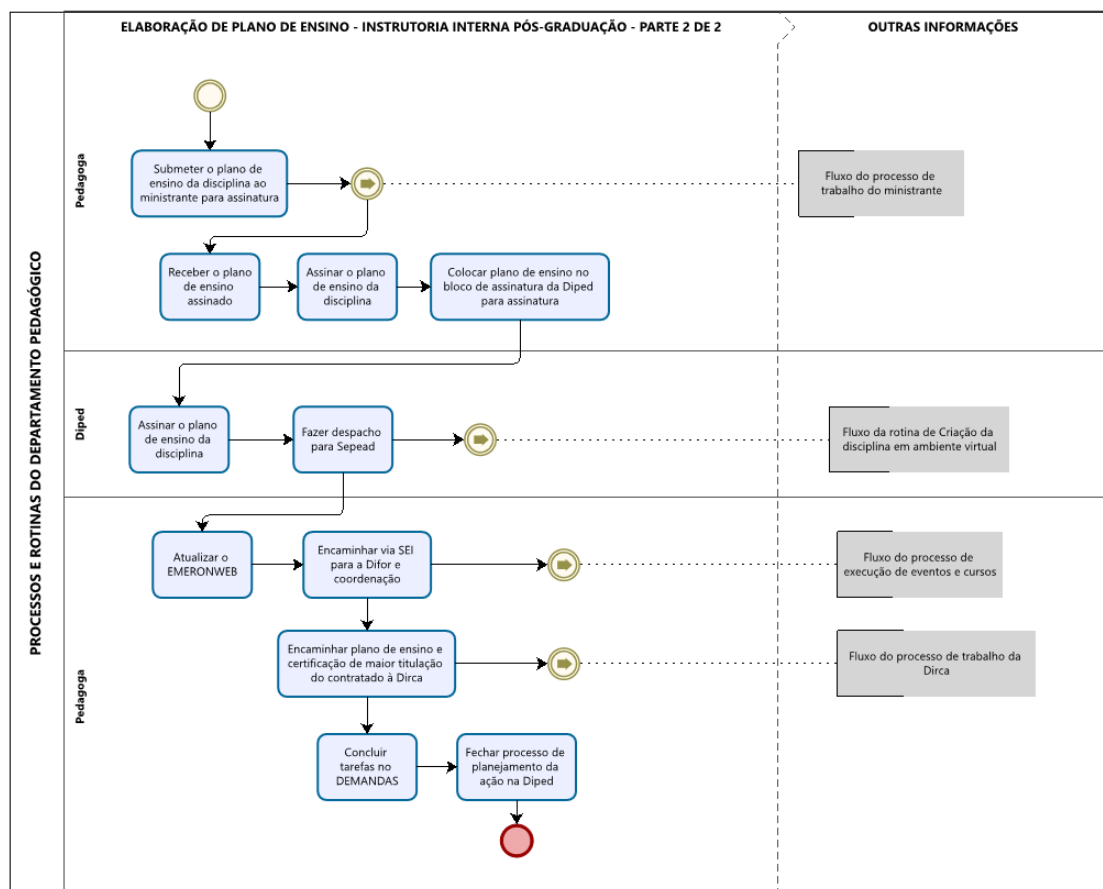 ELABORAÇÃO DE PLANO DE ENSINO - INSTRUTORIA INTERNA PÓS-GRADUAÇÃO - PARTE 2 DE 2
OUTRAS INFORMAÇÕES
PROCESSOS E ROTINAS DO DEPARTAMENTO PEDAGÓGICO
Pedagoga
Submeter o plano de
ensino da disciplina ao
ministrante para assinatura
Fluxo do processo de
trabalho do ministrante
Receber o plano
de ensino
assinado
Assinar o plano
de ensino da
disciplina
Colocar plano de ensino no
bloco de assinatura da Diped
para assinatura
Diped
Assinar o plano
de ensino da
disciplina
Fazer despacho
para Sepead
Fluxo da rotina de Criação da
disciplina em ambiente virtual
Pedagoga
Atualizar o
EMERONWEB
Encaminhar via SEI
para a Difor e
coordenação
Fluxo do processo de
execução de eventos e cursos
Encaminhar plano de ensino e
certificação de maior titulação
do contratado à Dirca
Fluxo do processo de trabalho da
Dirca
Concluir
tarefas no
DEMANDAS
Fechar processo de
planejamento da
ação na Diped